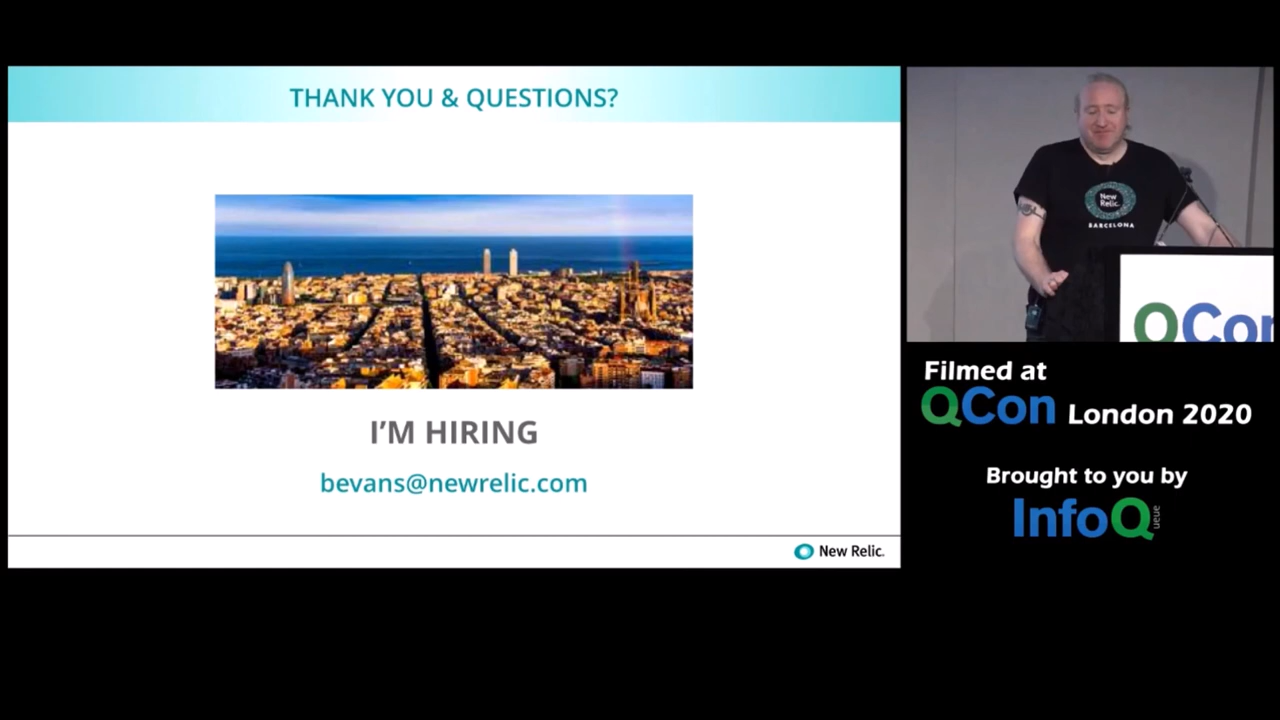 THANK YOU & QUESTIONS?
I'M HIRING
bevans@newrelic.com
New Relic.
New
Relic.
BARCELONA
QCon
Filmed at
QCon London 2020
Brought to you by
InfoQ
ueue